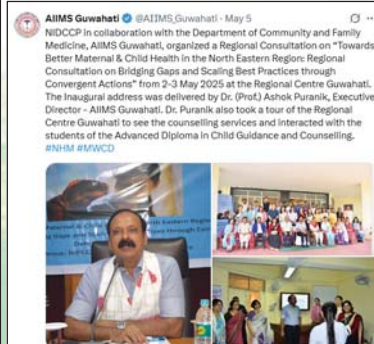 AIIMS Guwahati @AIIMS_Guwahati · May 5
NIDCCP in collaboration with the Department of Community and Family
Medicine, AIIMS Guwahati, organized a Regional Consultation on “Towards
Better Maternal & Child Health in the North Eastern Region: Regional
Consultation on Bridging Gaps and Scaling Best Practices through
Convergent Actions” from 2-3 May 2025 at the Regional Centre Guwahati.
The Inaugural address was delivered by Dr. (Prof.) Ashok Puranik, Executive
Director - AIIMS Guwahati. Dr. Puranik also took a tour of the Regional
Centre Guwahati to see the counselling services and interacted with the
students of the Advanced Diploma in Child Guidance and Counselling.
#NHM #MWCD